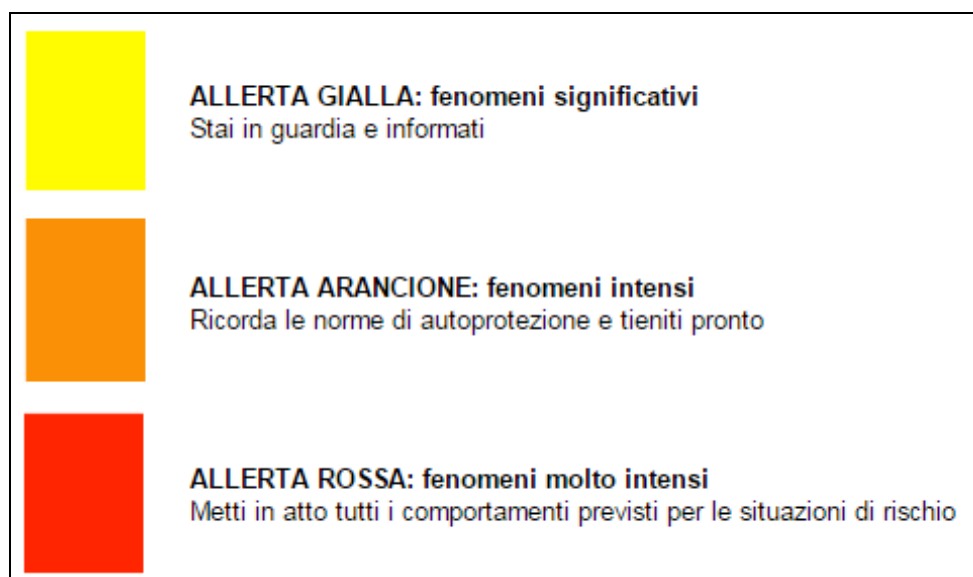 ALLERTA GIALLA: fenomeni significativi
Stai in guardia e informati
ALLERTA ARANCIONE: fenomeni intensi
Ricorda le norme di autoprotezione e tieniti pronto
ALLERTA ROSSA: fenomeni molto intensi
Metti in atto tutti i comportamenti previsti per le situazioni di rischio